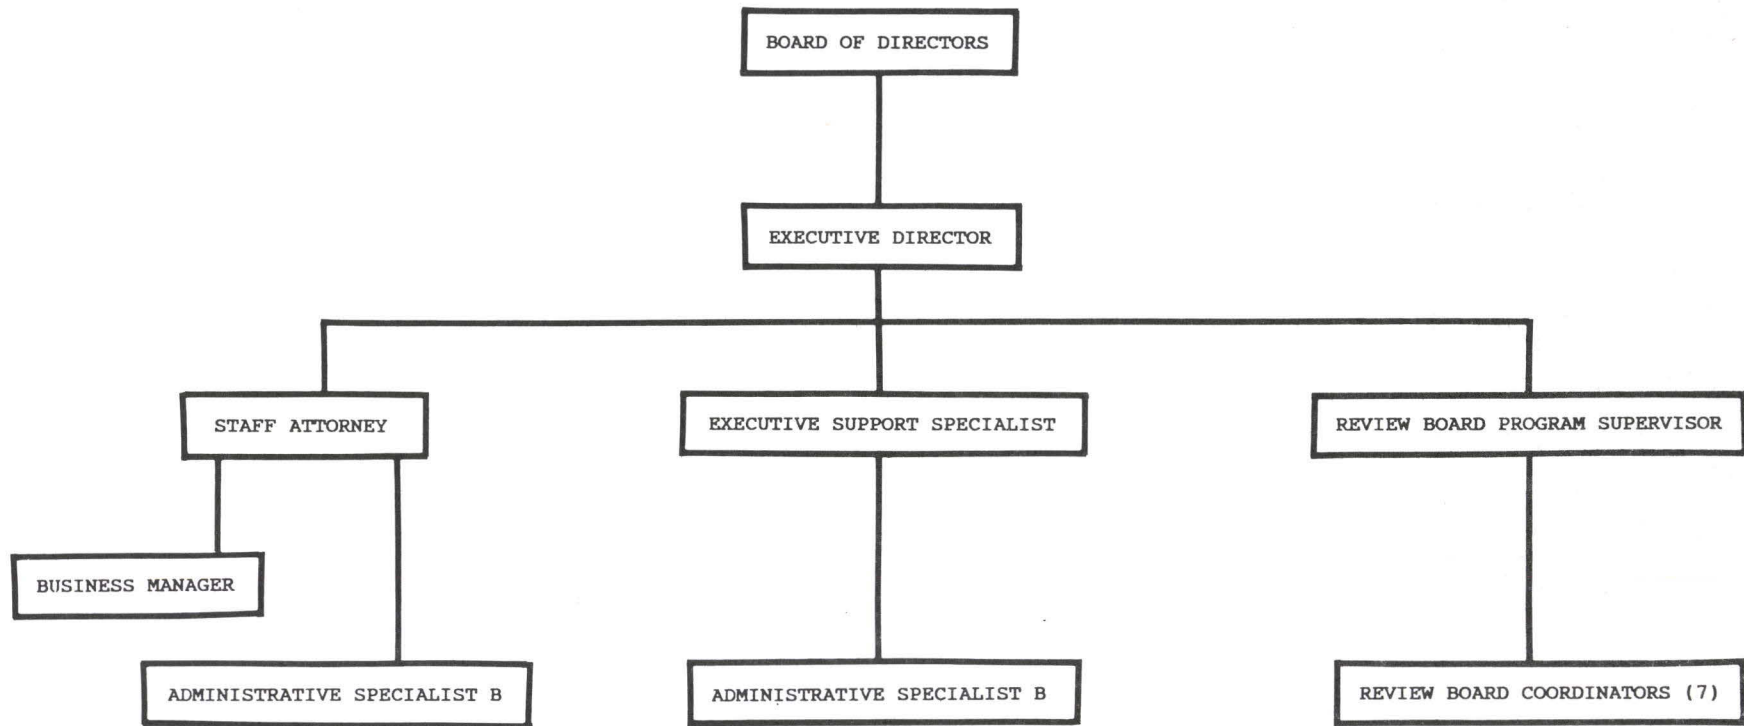 BOARD OF DIRECTORS
EXECUTIVE DIRECTOR
STAFF ATTORNEY
EXECUTIVE SUPPORT SPECIALIST
REVIEW BOARD PROGRAM SUPERVISOR
BUSINESS MANAGER
ADMINISTRATIVE SPECIALIST B
ADMINISTRATIVE SPECIALIST B
REVIEW BOARD COORDINATORS (7)